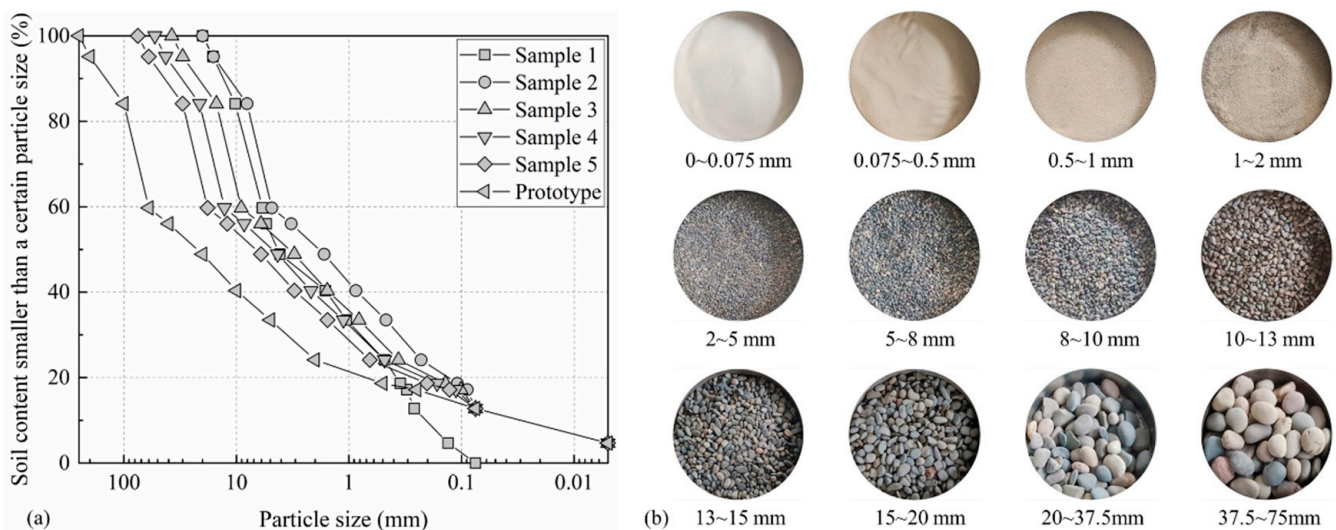 Soil content smaller than a certain particle size (%)
100
80
60
40
20
0
Sample 1
Sample 2
Sample 3
Sample 4
Sample 5
Prototype
100
10
1
0.1
0.01
(a)
Particle size (mm)
0~0.075 mm
0.075~0.5 mm
0.5~1 mm
1~2 mm
2~5 mm
5~8 mm
8~10 mm
10~13 mm
13~15 mm
15~20 mm
20~37.5mm
37.5~75mm
(b)